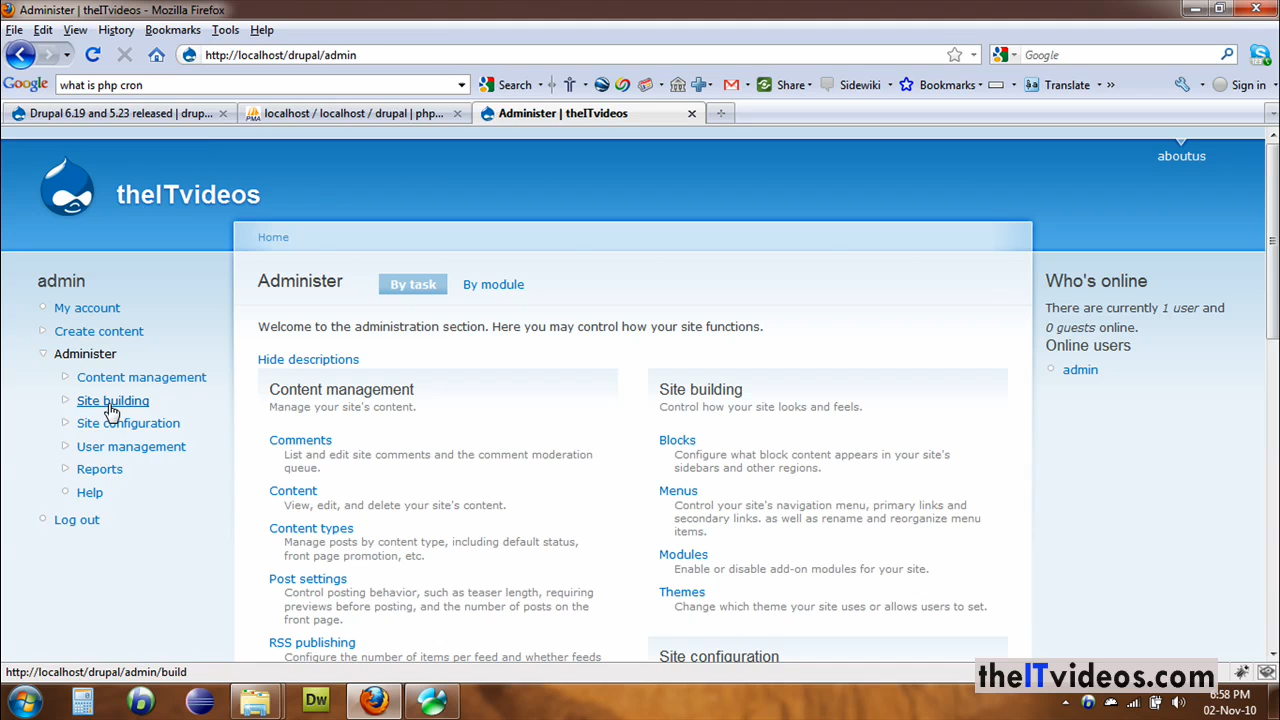 Administer | theITvideos - Mozilla Firefox
File Edit View History Bookmarks Tools Help
http://localhost/drupal/admin
Google
Google what is php cron Search Share Sidewiki Bookmarks Translate Sign in
Drupal 6.19 and 5.23 released | drup... localhost / localhost / drupal | php... Administer | theITvideos
aboutus
theITvideos
Home
admin
My account
Create content
Administer
Content management
Site building
Site configuration
User management
Reports
Help
Log out
Administer By task By module
Welcome to the administration section. Here you may control how your site functions.
Hide descriptions
Content management
Manage your site's content.
Comments
List and edit site comments and the comment moderation
queue.
Content
View, edit, and delete your site's content.
Content types
Manage posts by content type, including default status,
front page promotion, etc.
Post settings
Control posting behavior, such as teaser length, requiring
previews before posting, and the number of posts on the
front page.
RSS publishing
Configure the number of items per feed and whether feeds
Site building
Control how your site looks and feels.
Blocks
Configure what block content appears in your site's
sidebars and other regions.
Menus
Control your site's navigation menu, primary links and
secondary links. as well as rename and reorganize menu
items.
Modules
Enable or disable add-on modules for your site.
Themes
Change which theme your site uses or allows users to set.
Site configuration
Who's online
There are currently 1 user and
0 guests online.
Online users
admin
http://localhost/drupal/admin/build
theITvideos.com
Dw
6:58 PM
02-Nov-10